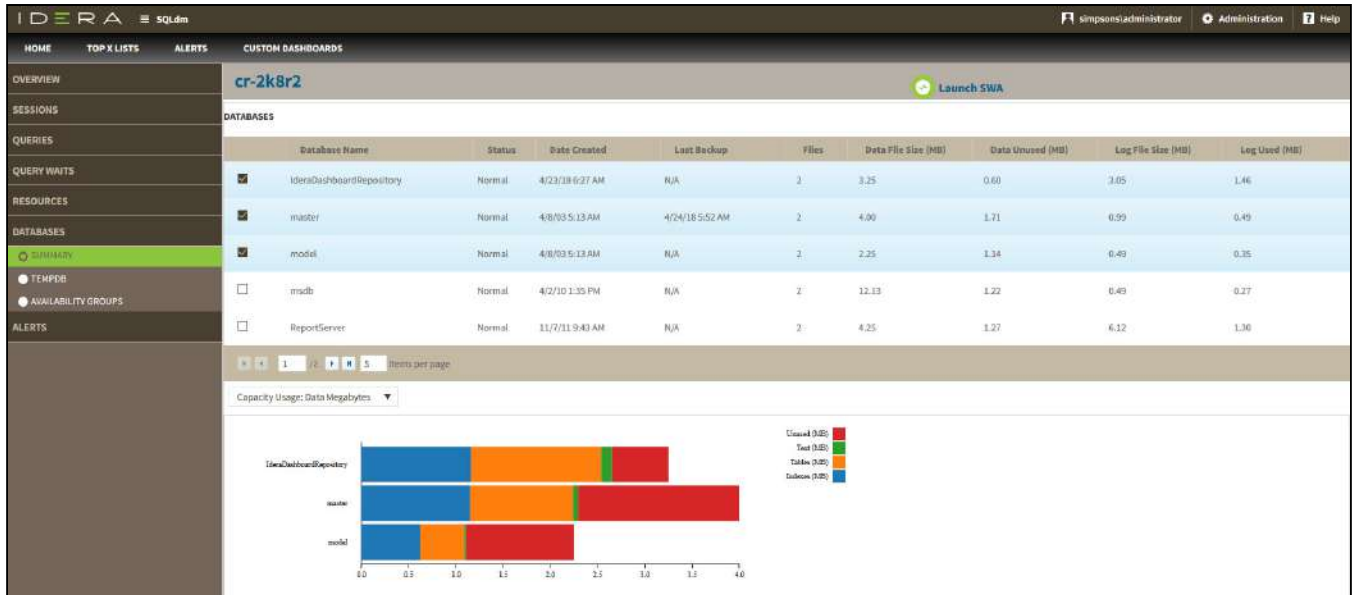 IDERA ≡ SQLdm simpsons\administrator Administration ? Help
HOME TOP X LISTS ALERTS CUSTOM DASHBOARDS
OVERVIEW
SESSIONS
QUERIES
QUERY WAITS
RESOURCES
DATABASES
SUMMARY
TEMPDB
AVAILABILITY GROUPS
ALERTS
cr-2k8r2 Launch SWA
DATABASES
Database Name Status Date Created Last Backup Files Data File Size (MB) Data Unused (MB) Log File Size (MB) Log Used (MB)
IderaDashboardRepository Normal 4/23/18 6:27 AM N/A 2 3.25 0.60 3.05 1.46
master Normal 4/8/03 5:13 AM 4/24/18 5:52 AM 2 4.00 1.71 0.99 0.49
model Normal 4/8/03 5:13 AM N/A 2 2.25 1.14 0.49 0.35
msdb Normal 4/2/10 1:35 PM N/A 2 12.13 1.22 0.49 0.27
ReportServer Normal 11/7/11 9:43 AM N/A 2 4.25 1.27 6.12 1.30
1 /2 5 items per page
Capacity Usage: Data Megabytes ▼
Unused (MB)
Text (MB)
Tables (MB)
Indexes (MB)
IderaDashboardRepository
master
model
0.0 0.5 1.0 1.5 2.0 2.5 3.0 3.5 4.0